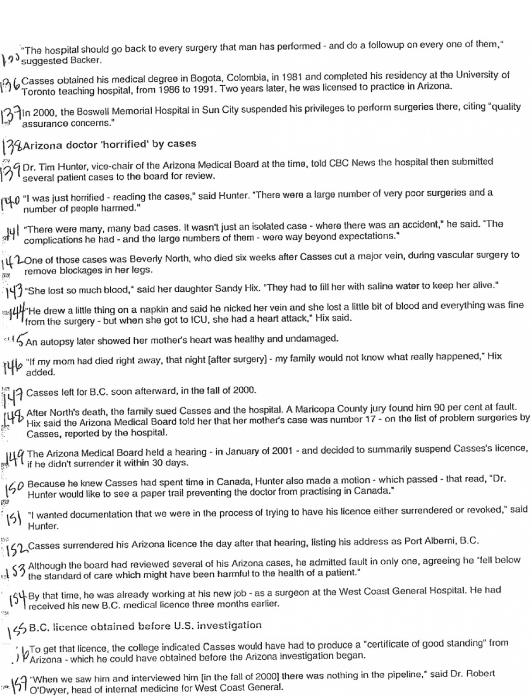 135 "The hospital should go back to every surgery that man has performed - and do a followup on every one of them,"
suggested Backer.
136 Casses obtained his medical degree in Bogota, Colombia, in 1981 and completed his residency at the University of
Toronto teaching hospital, from 1986 to 1991. Two years later, he was licensed to practice in Arizona.
137 In 2000, the Boswell Memorial Hospital in Sun City suspended his privileges to perform surgeries there, citing "quality
assurance concerns."
138 Arizona doctor 'horrified' by cases
139 Dr. Tim Hunter, vice-chair of the Arizona Medical Board at the time, told CBC News the hospital then submitted
several patient cases to the board for review.
140 "I was just horrified - reading the cases," said Hunter. "There were a large number of very poor surgeries and a
number of people harmed."
141 "There were many, many bad cases. It wasn't just an isolated case - where there was an accident," he said. "The
complications he had - and the large numbers of them - were way beyond expectations."
142 One of those cases was Beverly North, who died six weeks after Casses cut a major vein, during vascular surgery to
remove blockages in her legs.
143 "She lost so much blood," said her daughter Sandy Hix. "They had to fill her with saline water to keep her alive."
144 "He drew a little thing on a napkin and said he nicked her vein and she lost a little bit of blood and everything was fine
from the surgery - but when she got to ICU, she had a heart attack," Hix said.
145 An autopsy later showed her mother's heart was healthy and undamaged.
146 "If my mom had died right away, that night [after surgery] - my family would not know what really happened," Hix
added.
147 Casses left for B.C. soon afterward, in the fall of 2000.
148 After North's death, the family sued Casses and the hospital. A Maricopa County jury found him 90 per cent at fault.
Hix said the Arizona Medical Board told her that her mother's case was number 17 - on the list of problem surgeries by
Casses, reported by the hospital.
149 The Arizona Medical Board held a hearing - in January of 2001 - and decided to summarily suspend Casses's licence,
if he didn't surrender it within 30 days.
150 Because he knew Casses had spent time in Canada, Hunter also made a motion - which passed - that read, "Dr.
Hunter would like to see a paper trail preventing the doctor from practising in Canada."
151 "I wanted documentation that we were in the process of trying to have his licence either surrendered or revoked," said
Hunter.
152 Casses surrendered his Arizona licence the day after that hearing, listing his address as Port Alberni, B.C.
153 Although the board had reviewed several of his Arizona cases, he admitted fault in only one, agreeing he "fell below
the standard of care which might have been harmful to the health of a patient."
154 By that time, he was already working at his new job - as a surgeon at the West Coast General Hospital. He had
received his new B.C. medical licence three months earlier.
155 B.C. licence obtained before U.S. investigation
To get that licence, the college indicated Casses would have had to produce a "certificate of good standing" from
Arizona - which he could have obtained before the Arizona investigation began.
157 "When we saw him and interviewed him [in the fall of 2000] there was nothing in the pipeline," said Dr. Robert
O'Dwyer, head of internal medicine for West Coast General.